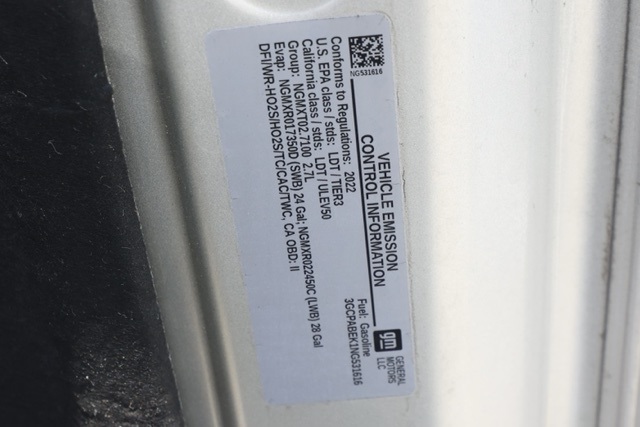 NG531616
VEHICLE EMISSION
CONTROL INFORMATION
gm
GENERAL
MOTORS
LLC
Conforms to Regulations: 2022
Fuel: Gasoline
U.S. EPA class / stds: LDT / TIER3
3GCPABEK1NG531616
California class / stds: LDT / ULEV50
Group: NGMXT02.7100 2.7L
Evap: NGMXR017350D (SWB) 24 Gal; NGMXR022450C (LWB) 28 Gal
DFI/WR-HO2S/HO2S/TC/CAC/TWC, CA OBD: II